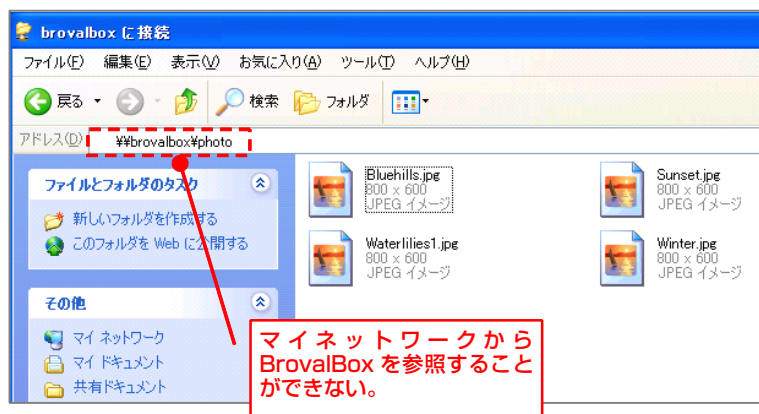 brovalbox に接続
ファイル(F) 編集(E) 表示(V) お気に入り(A) ツール(T) ヘルプ(H)
戻る 検索 フォルダ
アドレス(D) ¥¥brovalbox¥photo
ファイルとフォルダのタスク
新しいフォルダを作成する
このフォルダを Web に公開する
その他
マイ ネットワーク
マイ ドキュメント
共有ドキュメント
Bluehills.jpg
800 x 600
JPEG イメージ
Sunset.jpg
800 x 600
JPEG イメージ
Waterlilies1.jpg
800 x 600
JPEG イメージ
Winter.jpg
800 x 600
JPEG イメージ
マイネットワークから
BrovalBox を参照すること
ができない。